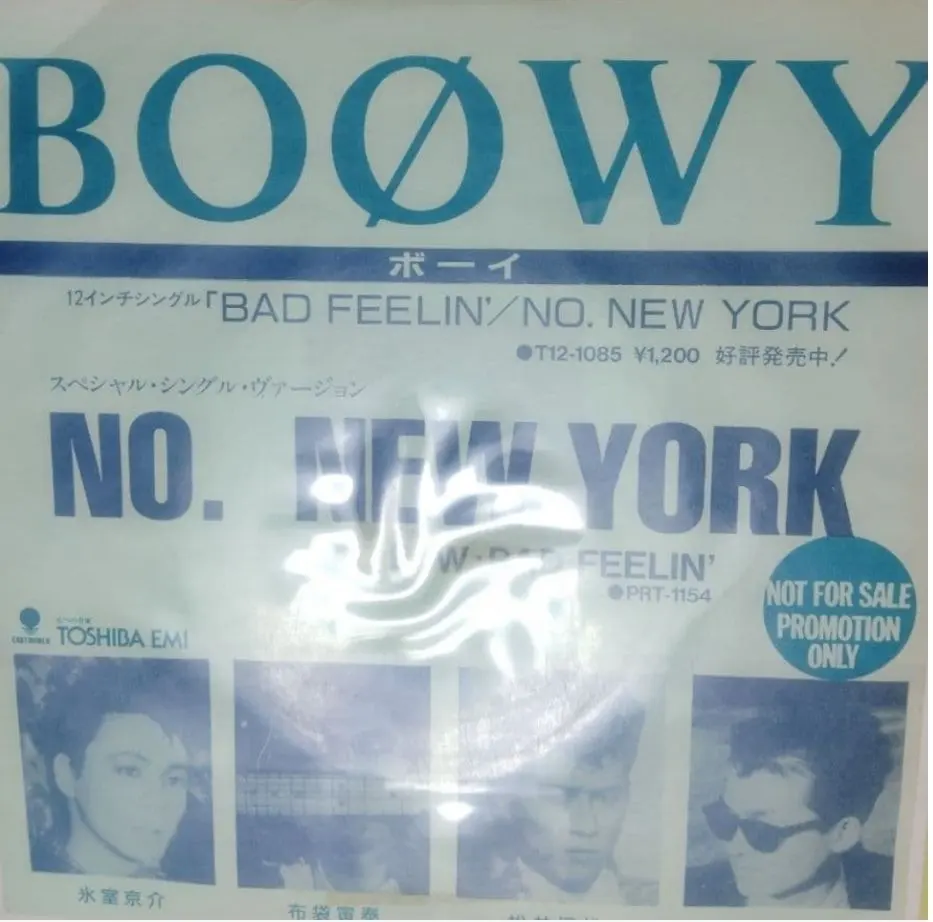 BOØWY
ボーイ
12インチシングル「BAD FEELIN'/NO. NEW YORK
●T12-1085 ¥1,200 好評発売中!
スペシャル・シングル・ヴァージョン
NO. NEW YORK
W・BAD FEELIN'
●PRT-1154
NOT FOR SALE
PROMOTION
ONLY
EASTWORLD
TOSHIBA EMI
氷室京介
布袋寅泰